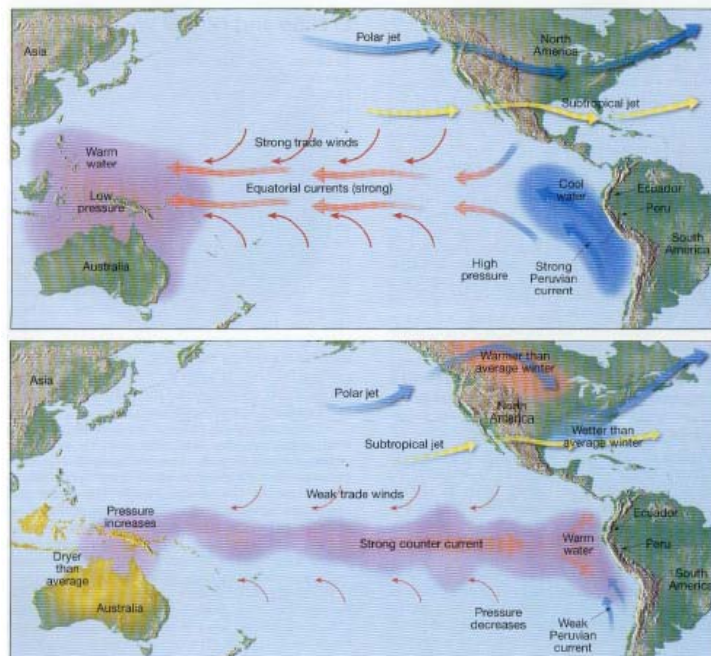 Asia
Polar jet
North
America
Subtropical jet
Strong trade winds
Warm
water
Equatorial currents (strong)
Low
pressure
Cool
water
Ecuador
Peru
Australia
High
pressure
Strong
Peruvian
current
South
America
Asia
Warmer than
average winter
Polar jet
North
America
Subtropical jet
Wetter than
average winter
Weak trade winds
Pressure
increases
Ecuador
Strong counter current
Warm
water
Peru
Dryer
than
average
South
America
Australia
Pressure
decreases
Weak
Peruvian
current